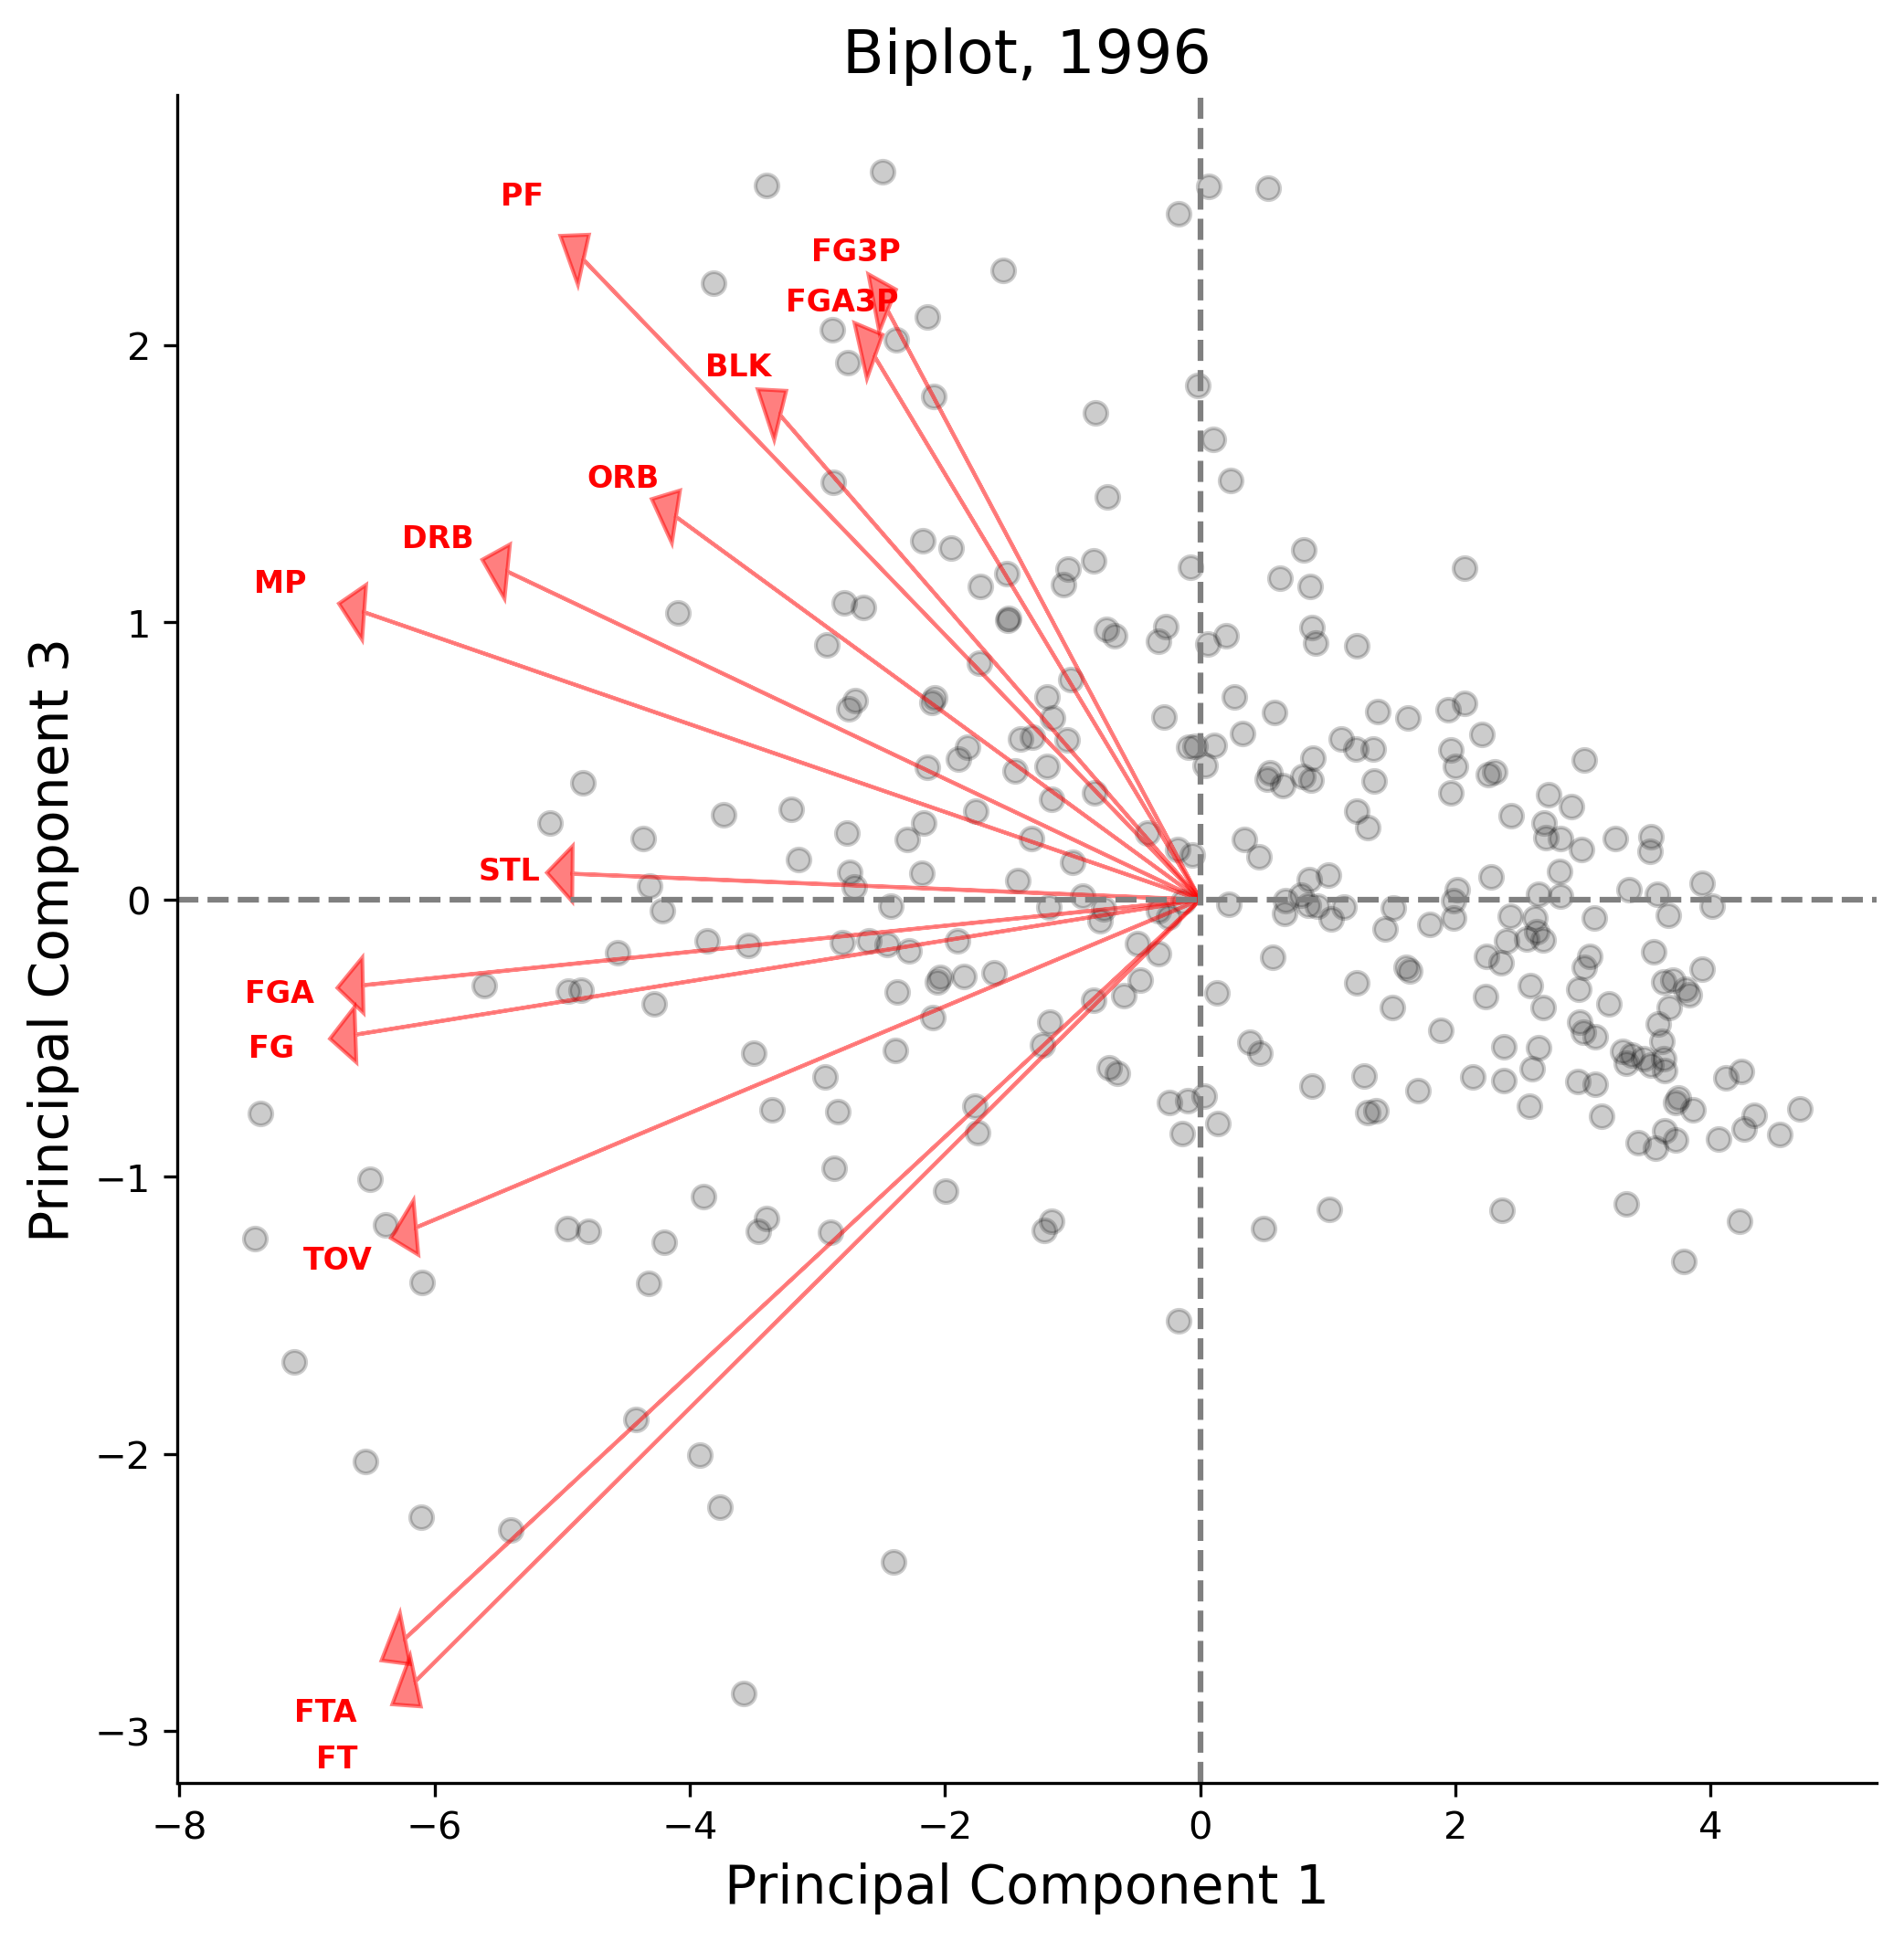 Biplot, 1996
PF
FG3P
FGA3P
BLK
ORB
DRB
MP
STL
FGA
FG
TOV
FTA
FT
2
1
0
−1
−2
−3
Principal Component 3
−8
−6
−4
−2
0
2
4
Principal Component 1